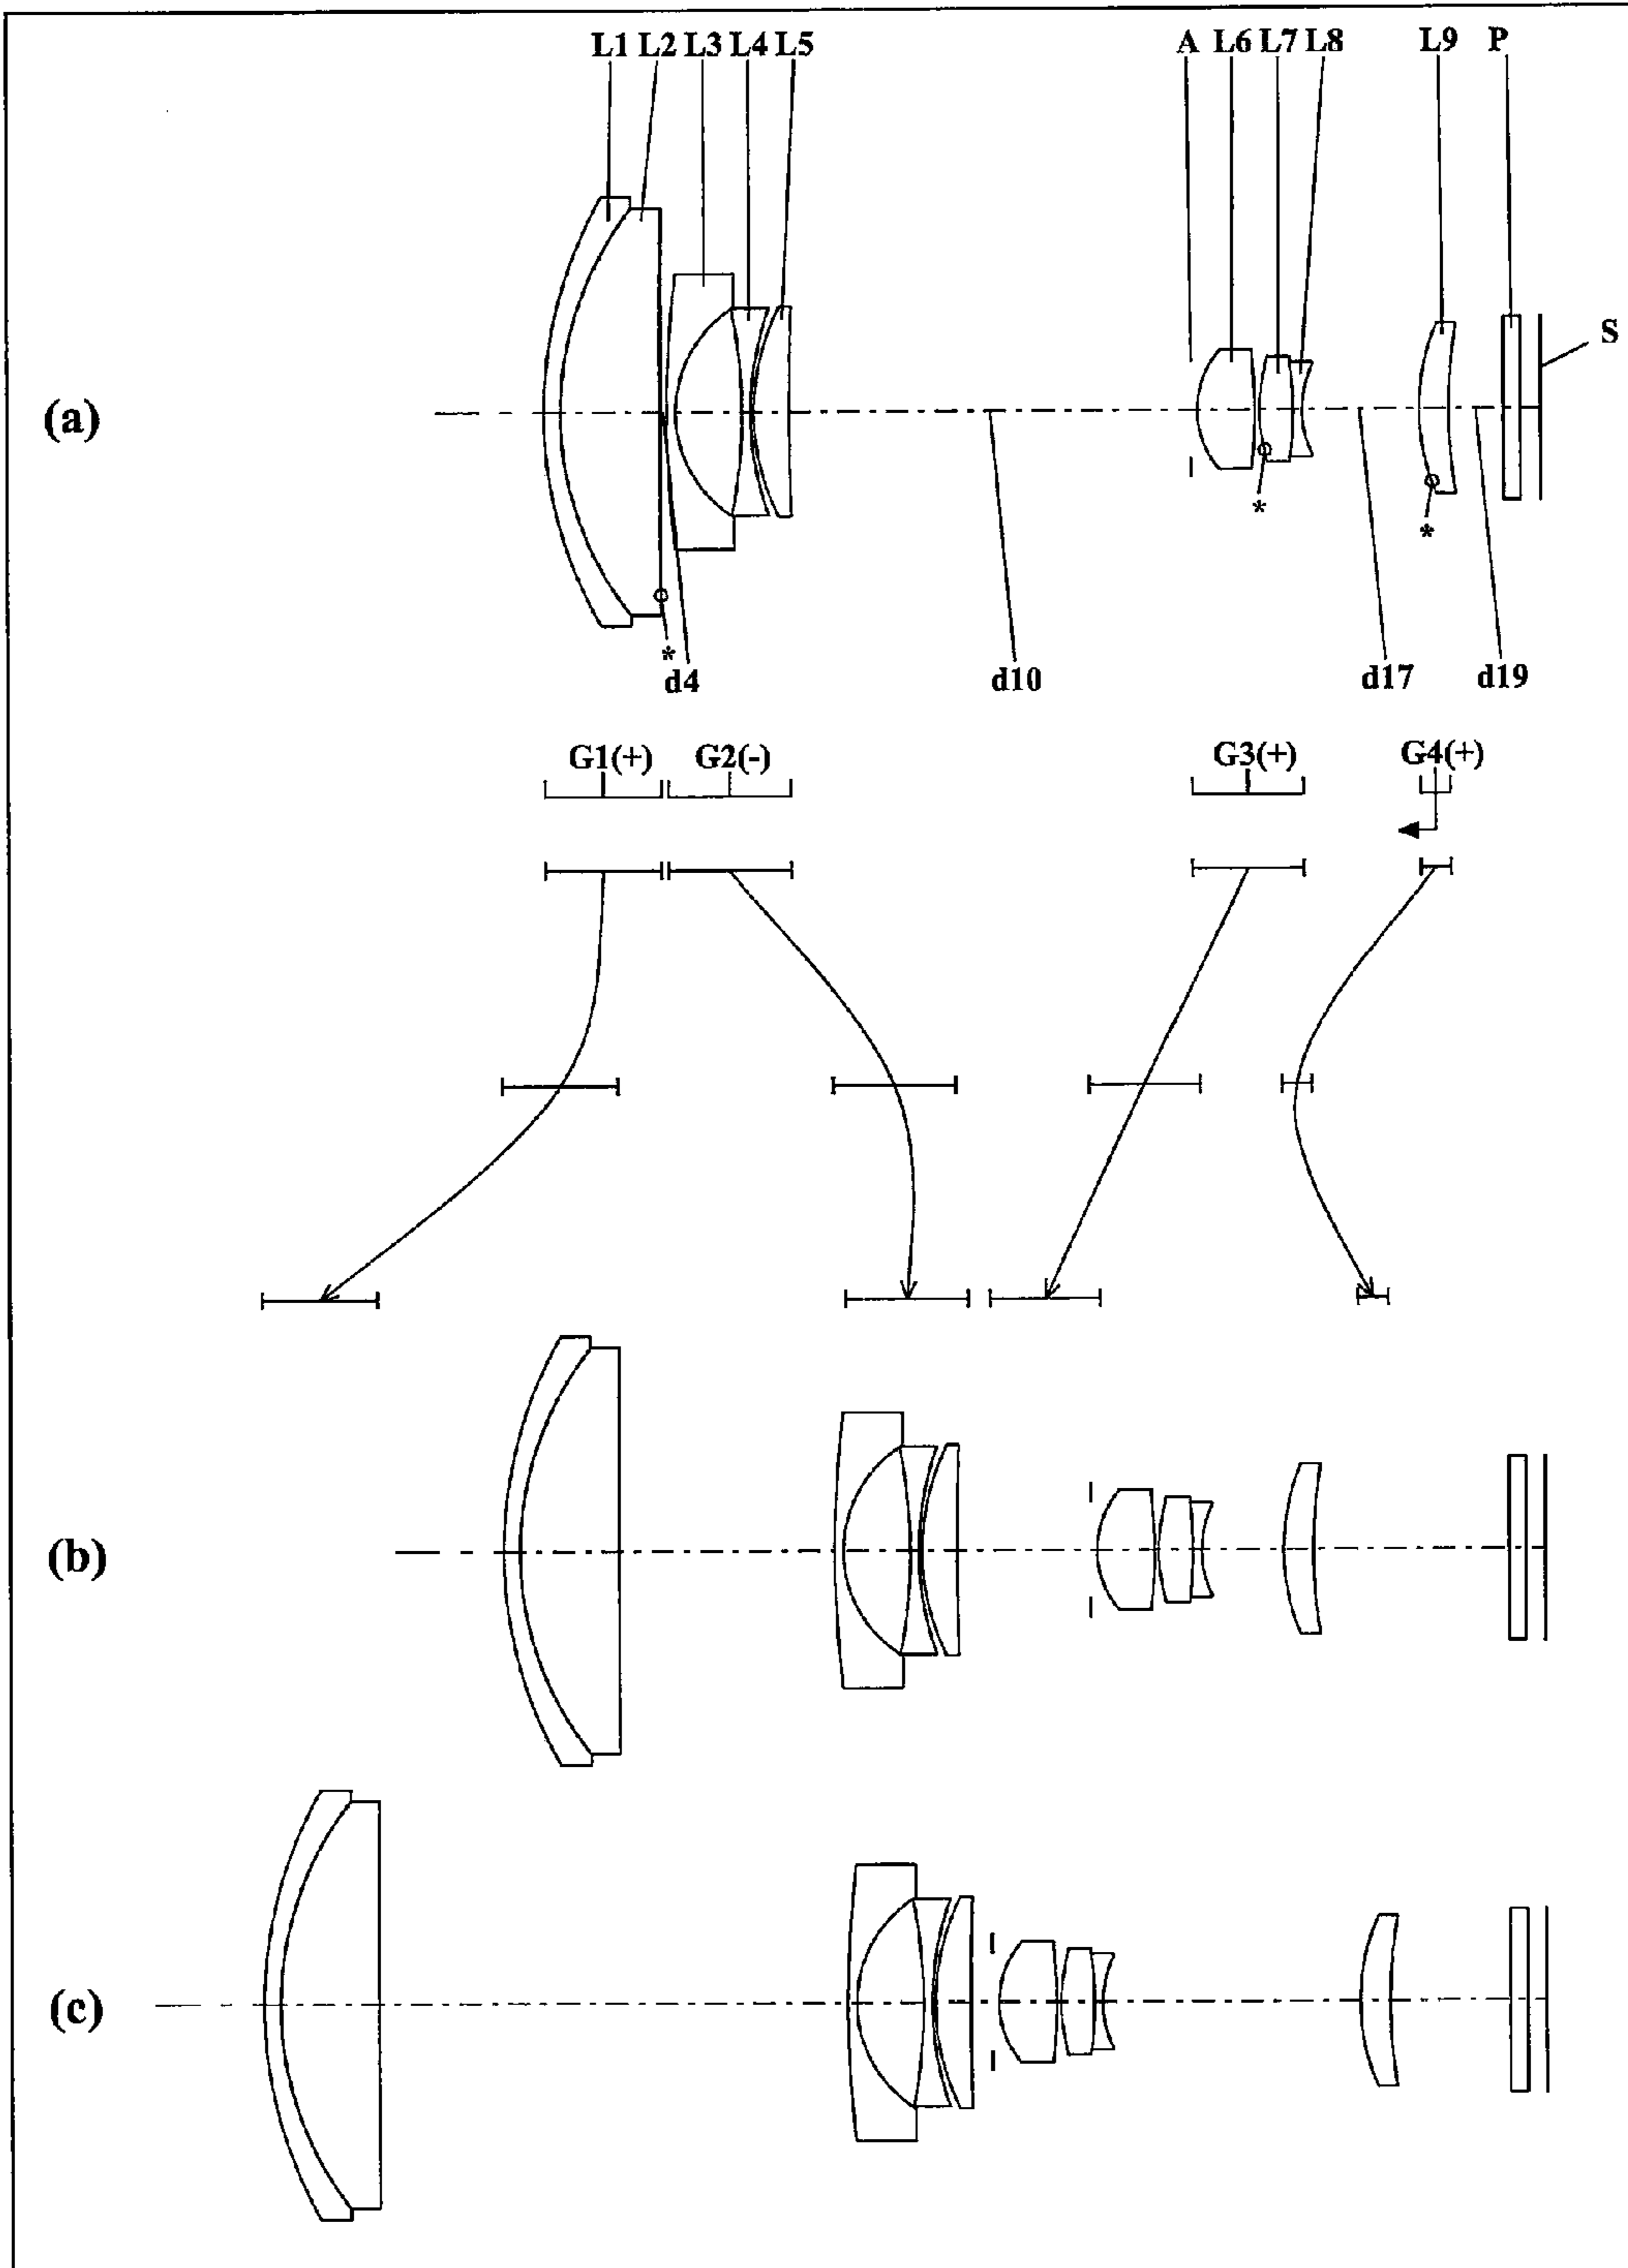 L1 L2 L3 L4 L5 A L6 L7 L8 L9 P
S
(a)
* *
*
d4 d10 d17 d19
G1(+) G2(-) G3(+) G4(+)
(b)
(c)